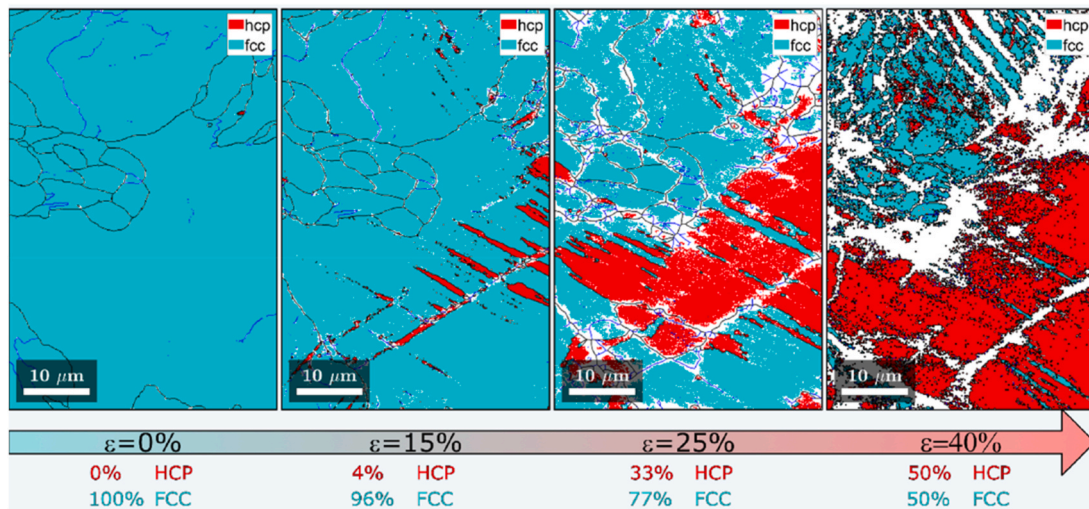 hcp
fcc
10 μm
hcp
fcc
10 μm
hcp
fcc
10 μm
hcp
fcc
10 μm
ε=0% ε=15% ε=25% ε=40%
0% HCP 4% HCP 33% HCP 50% HCP
100% FCC 96% FCC 77% FCC 50% FCC